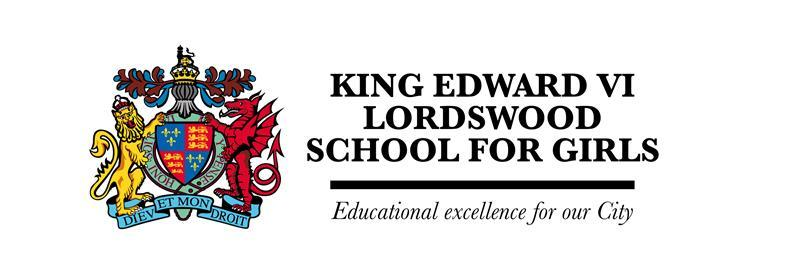 KING EDWARD VI
LORDSWOOD
SCHOOL FOR GIRLS
Educational excellence for our City
DIEV ET MON DROIT